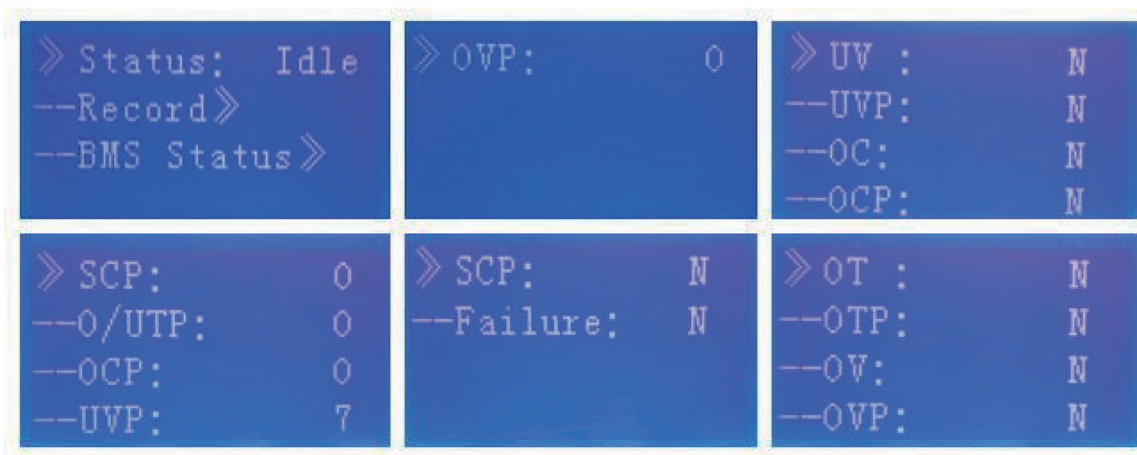 》Status: Idle
--Record》
--BMS Status》
》OVP: 0
》UV : N
--UVP: N
--OC: N
--OCP: N
》SCP: 0
--O/UTP: 0
--OCP: 0
--UVP: 7
》SCP: N
--Failure: N
》OT : N
--OTP: N
--OV: N
--OVP: N